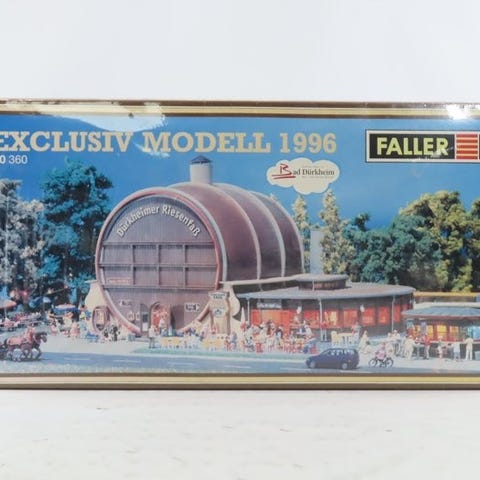 EXCLUSIV MODELL 1996
0 360
FALLER
Bad Dürkheim
Dürkheimer Riesenfaß